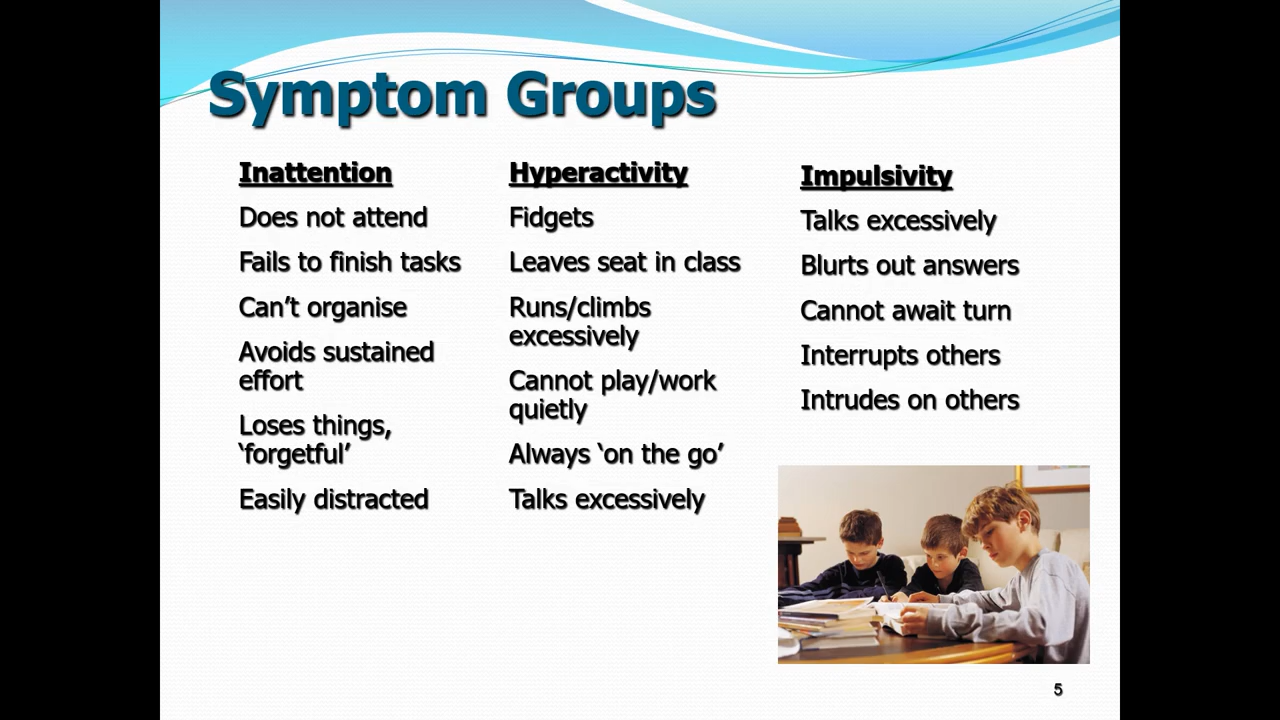 Symptom Groups
Inattention
Does not attend
Fails to finish tasks
Can’t organise
Avoids sustained
effort
Loses things,
‘forgetful’
Easily distracted
Hyperactivity
Fidgets
Leaves seat in class
Runs/climbs
excessively
Cannot play/work
quietly
Always ‘on the go’
Talks excessively
Impulsivity
Talks excessively
Blurts out answers
Cannot await turn
Interrupts others
Intrudes on others
5